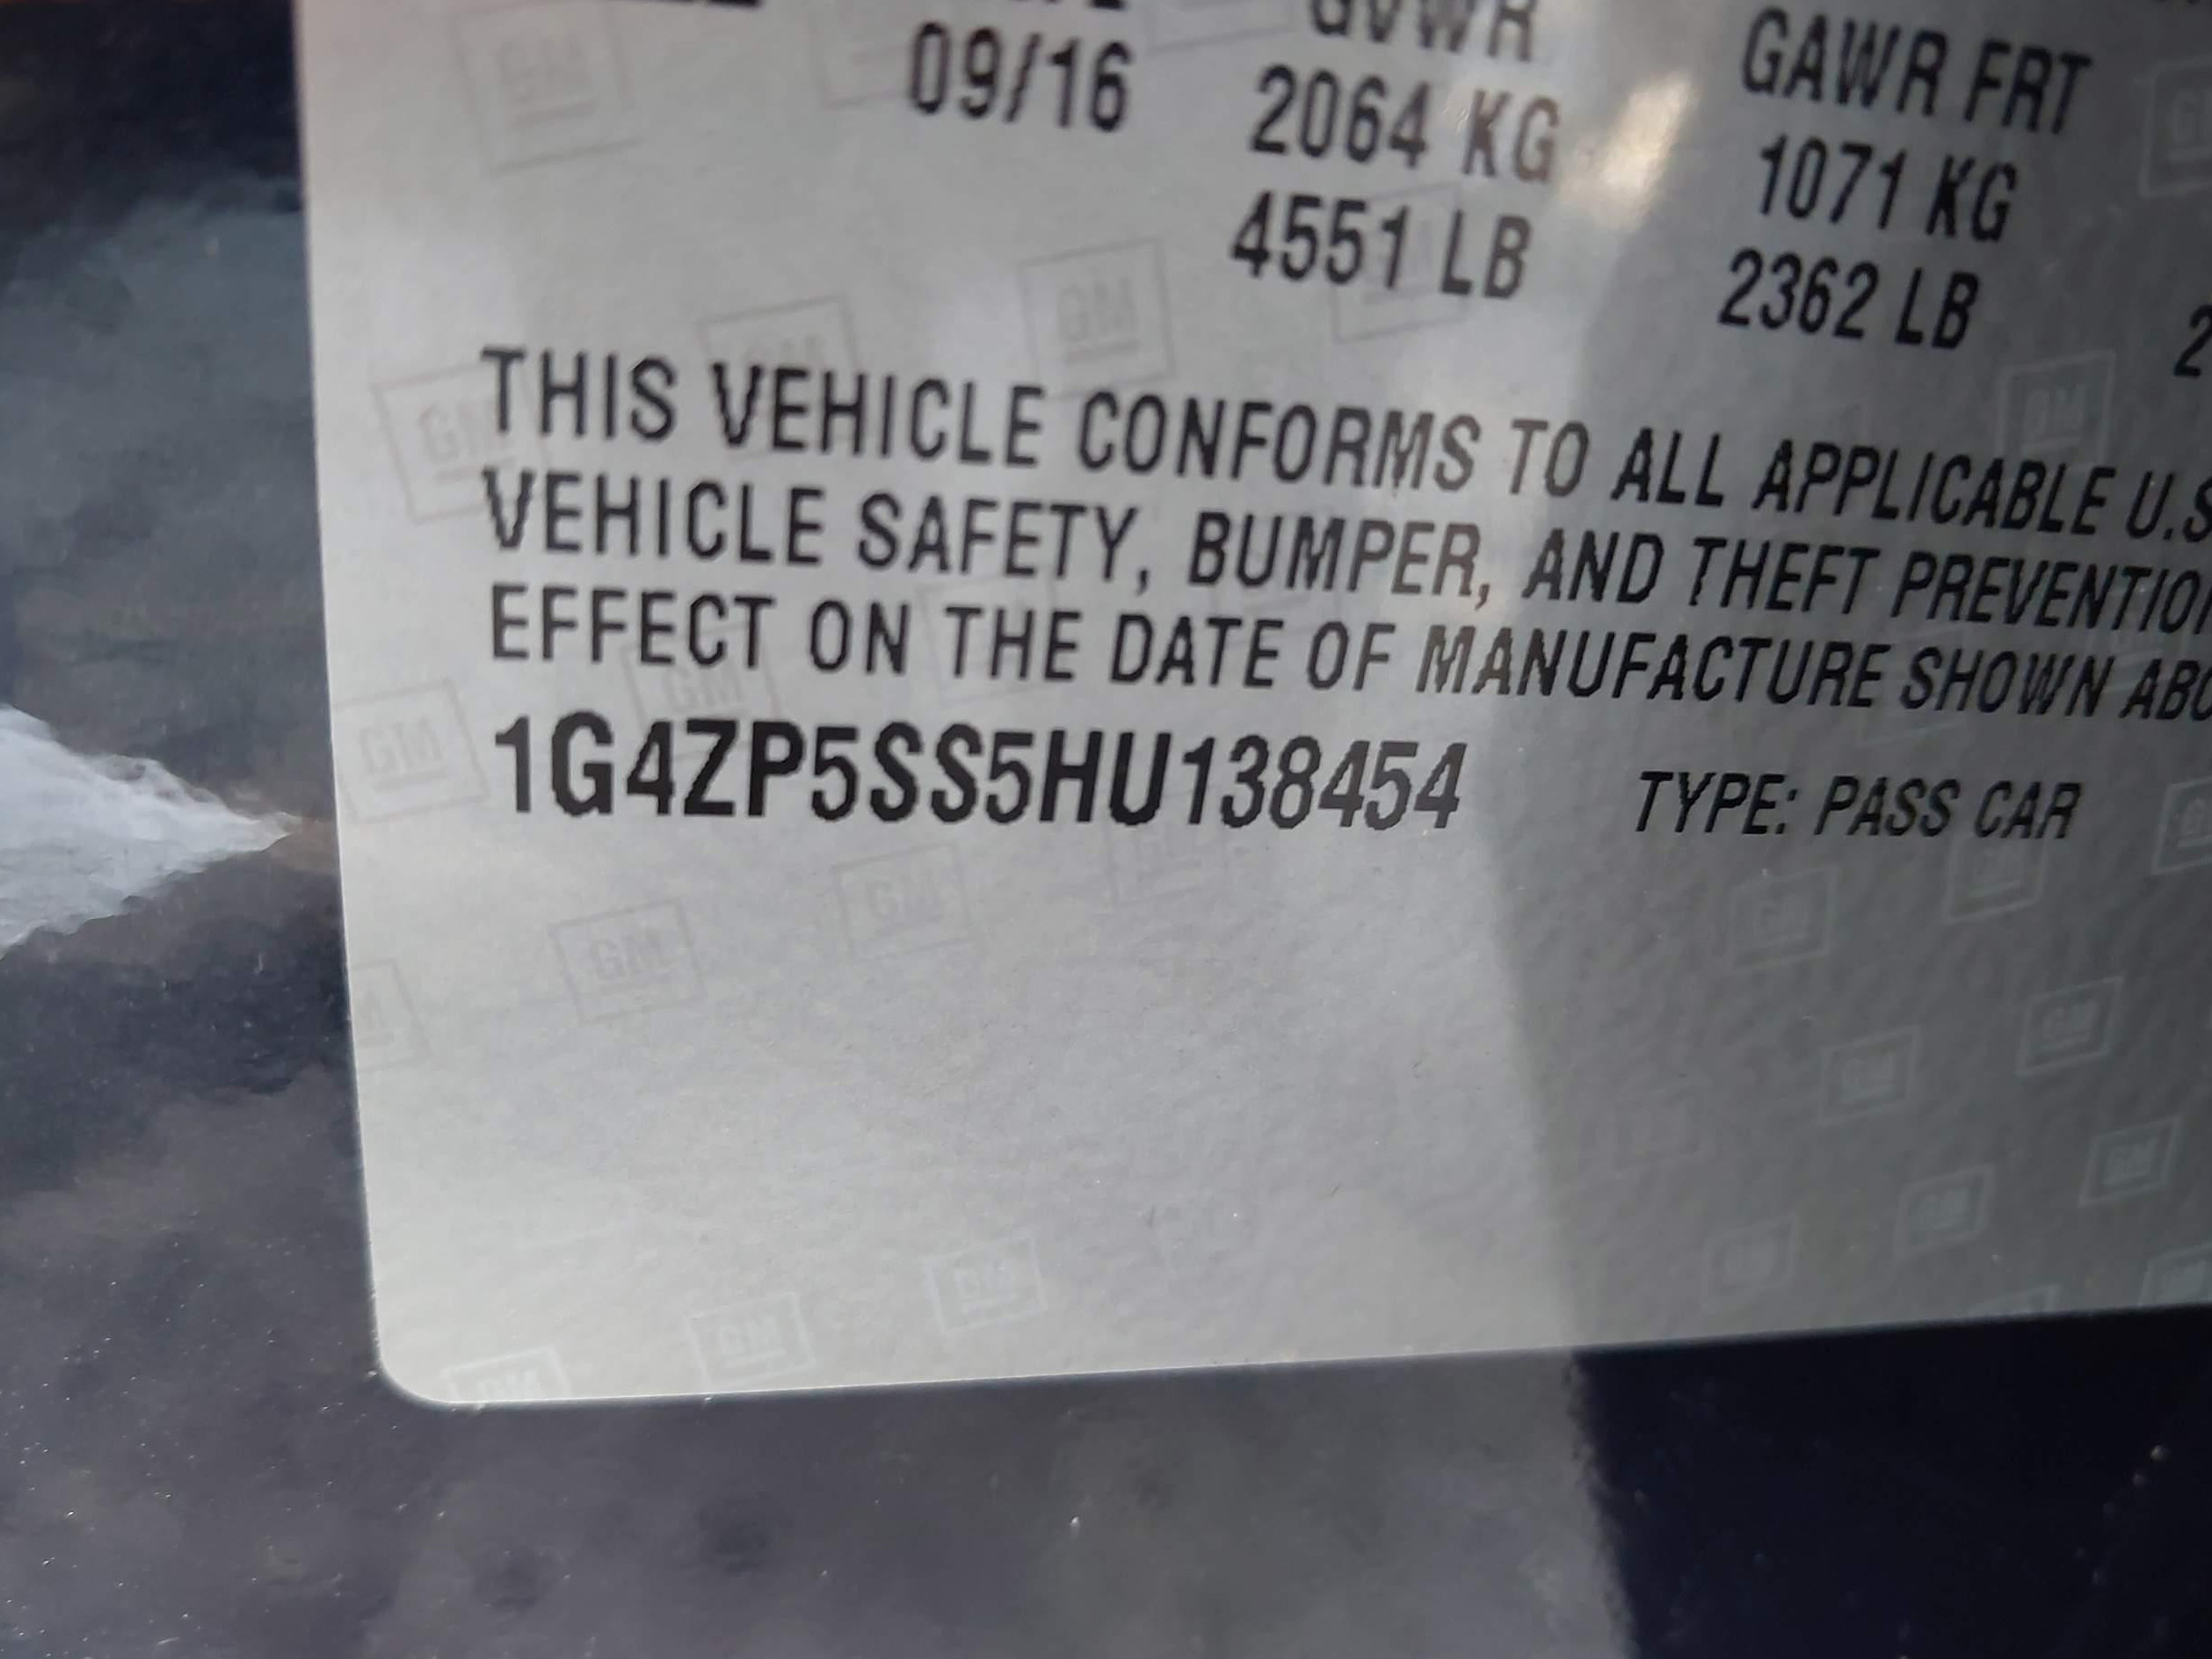 09/16 GVWR GAWR FRT
2064 KG 1071 KG
4551 LB 2362 LB
THIS VEHICLE CONFORMS TO ALL APPLICABLE U.S
VEHICLE SAFETY, BUMPER, AND THEFT PREVENTIO
EFFECT ON THE DATE OF MANUFACTURE SHOWN ABO
1G4ZP5SS5HU138454 TYPE: PASS CAR